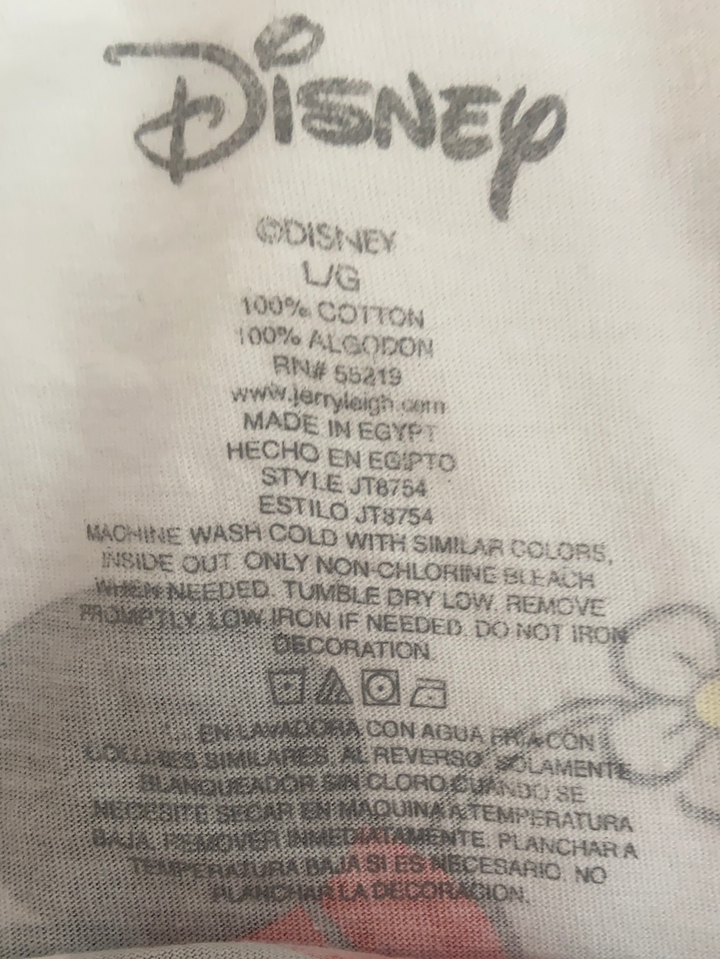 Disney
©DISNEY
L/G
100% COTTON
100% ALGODON
RN# 55219
www.jerryleigh.com
MADE IN EGYPT
HECHO EN EGIPTO
STYLE JT8754
ESTILO JT8754
MACHINE WASH COLD WITH SIMILAR COLORS,
INSIDE OUT. ONLY NON-CHLORINE BLEACH
WHEN NEEDED. TUMBLE DRY LOW. REMOVE
PROMPTLY. LOW IRON IF NEEDED. DO NOT IRON
DECORATION.
EN LAVADORA CON AGUA FRIA CON
COLORES SIMILARES, AL REVERSO. SOLAMENTE
BLANQUEADOR SIN CLORO CUANDO SE
NECESITE SECAR EN MAQUINA A TEMPERATURA
BAJA. REMOVER INMEDIATAMENTE. PLANCHAR A
TEMPERATURA BAJA SI ES NECESARIO. NO
PLANCHAR LA DECORACION.